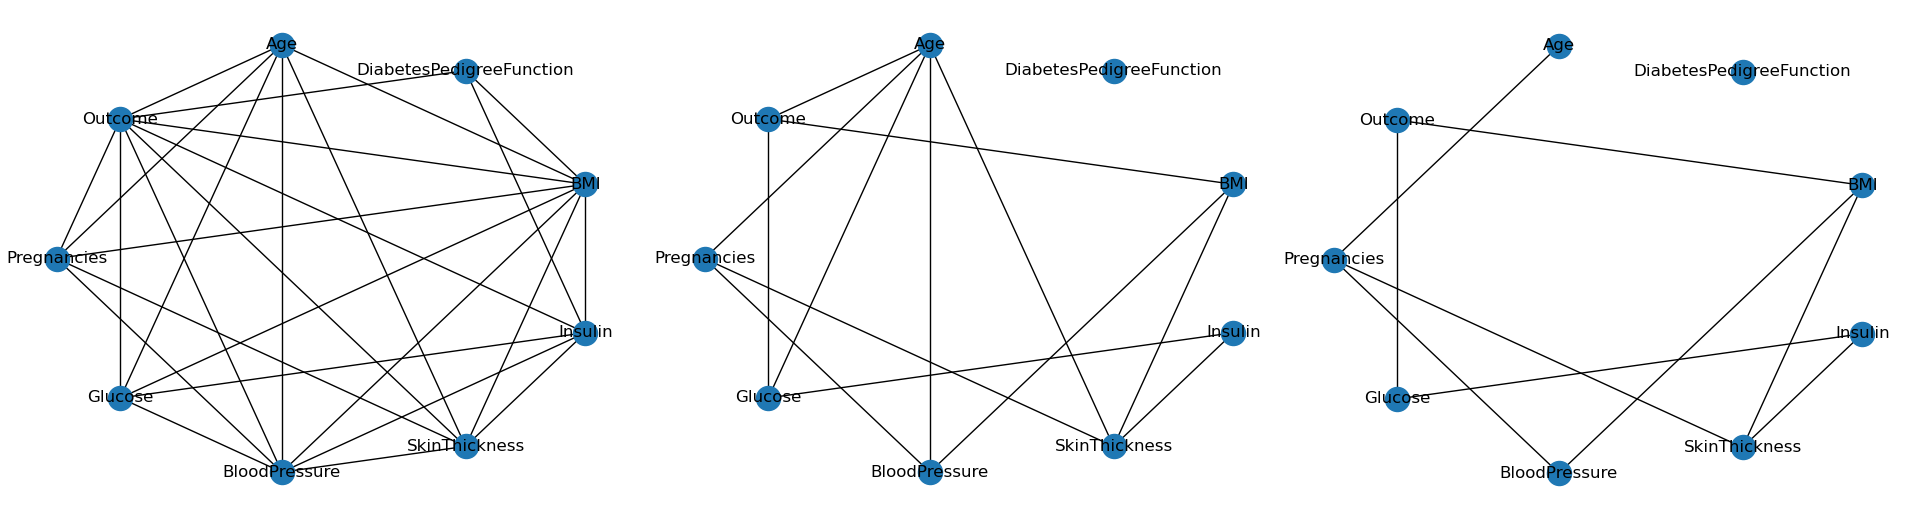 Age
DiabetesPedigreeFunction
Outcome
BMI
Pregnancies
Insulin
Glucose
SkinThickness
BloodPressure
Age
DiabetesPedigreeFunction
Outcome
BMI
Pregnancies
Insulin
Glucose
SkinThickness
BloodPressure
Age
DiabetesPedigreeFunction
Outcome
BMI
Pregnancies
Insulin
Glucose
SkinThickness
BloodPressure